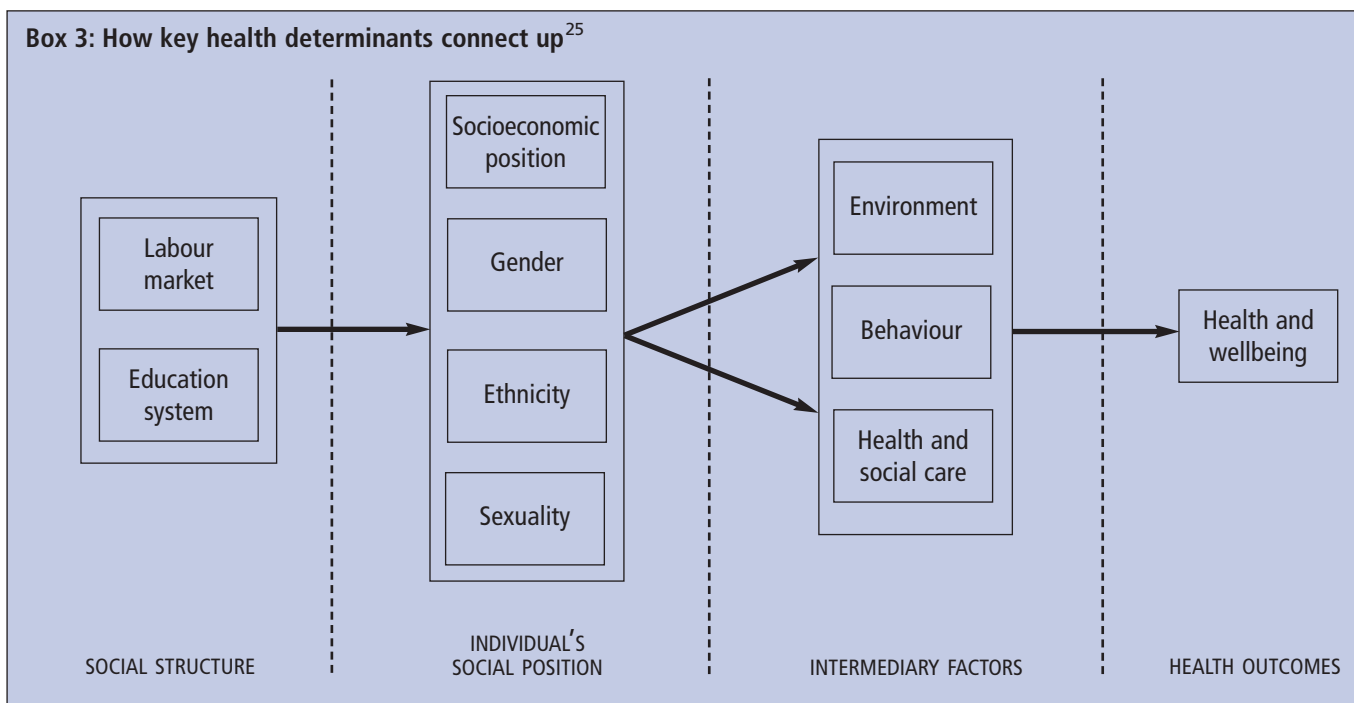 Box 3: How key health determinants connect up25
Labour
market
Education
system
SOCIAL STRUCTURE
Socioeconomic
position
Gender
Ethnicity
Sexuality
INDIVIDUAL'S
SOCIAL POSITION
Environment
Behaviour
Health and
social care
INTERMEDIARY FACTORS
Health and
wellbeing
HEALTH OUTCOMES